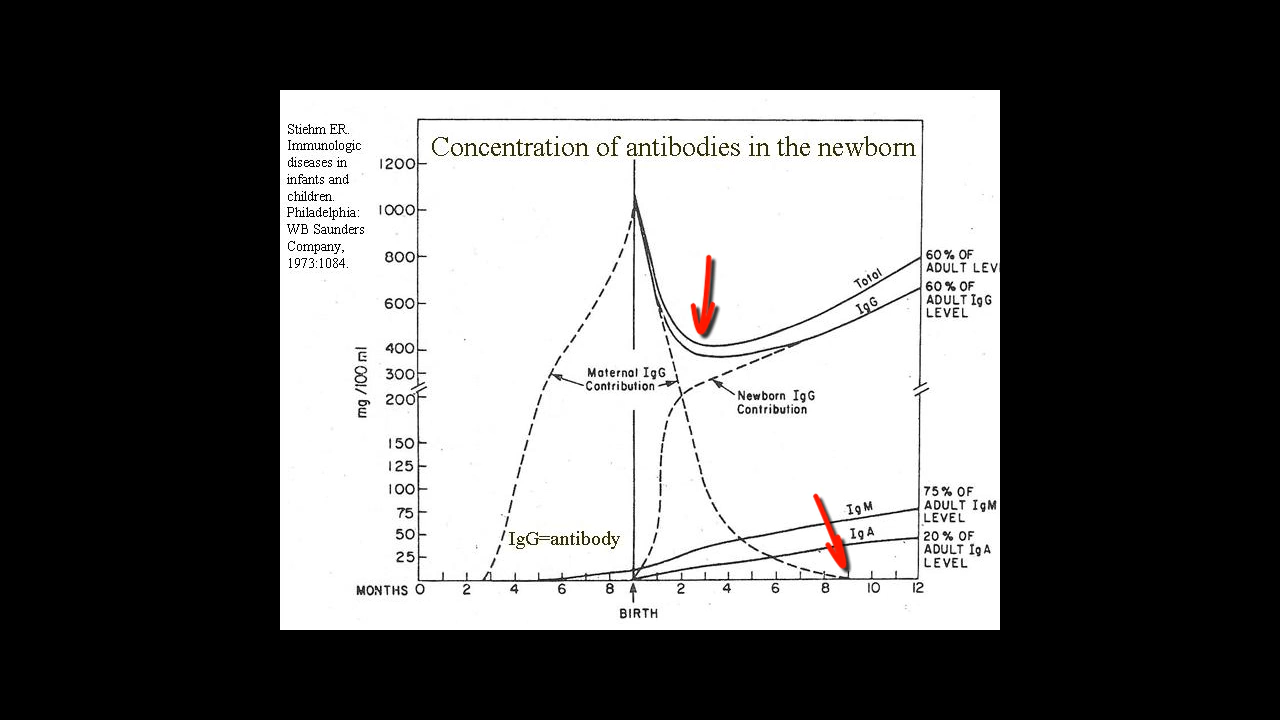 Concentration of antibodies in the newborn
Stiehm ER.
Immunologic
diseases in
infants and
children.
Philadelphia:
WB Saunders
Company,
1973:1084.
mg/100 ml
1200
1000
800
600
400
300
200
150
125
100
75
50
25
Total
IgG
60% OF
ADULT LEV
60% OF
ADULT IgG
LEVEL
Maternal IgG
Contribution
Newborn IgG
Contribution
IgG=antibody
IgM
IgA
75% OF
ADULT IgM
LEVEL
20% OF
ADULT IgA
LEVEL
MONTHS 0 2 4 6 8 2 4 6 8 10 12
BIRTH